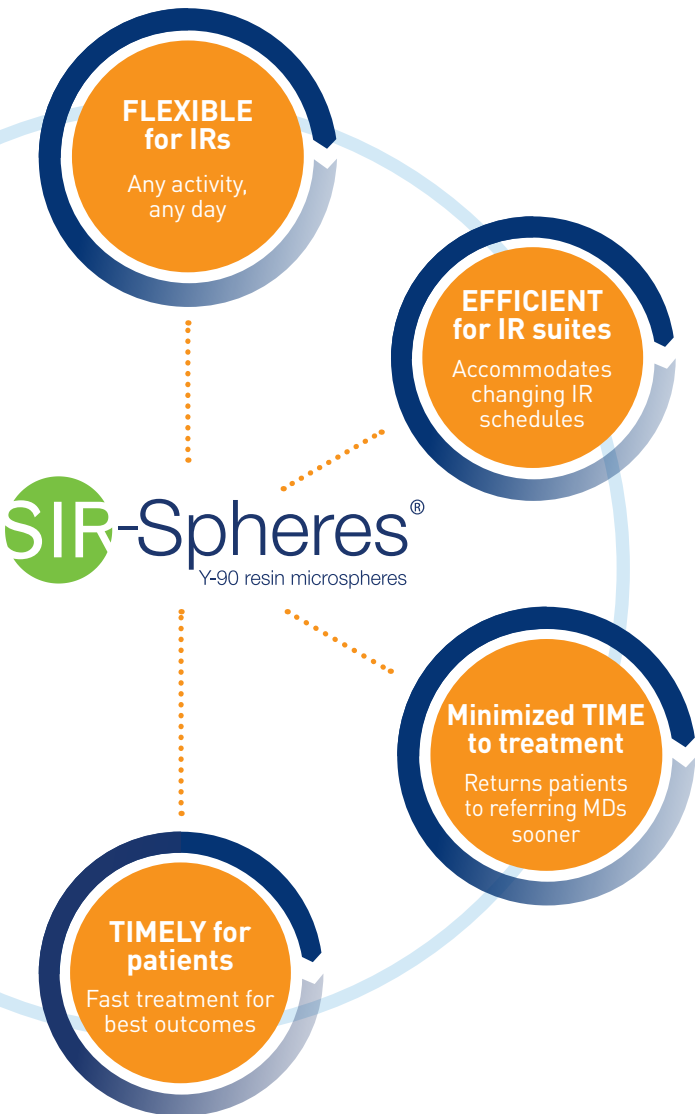 FLEXIBLE
for IRs
Any activity,
any day
EFFICIENT
for IR suites
Accommodates
changing IR
schedules
SIR-Spheres®
Y-90 resin microspheres
Minimized TIME
to treatment
Returns patients
to referring MDs
sooner
TIMELY for
patients
Fast treatment for
best outcomes